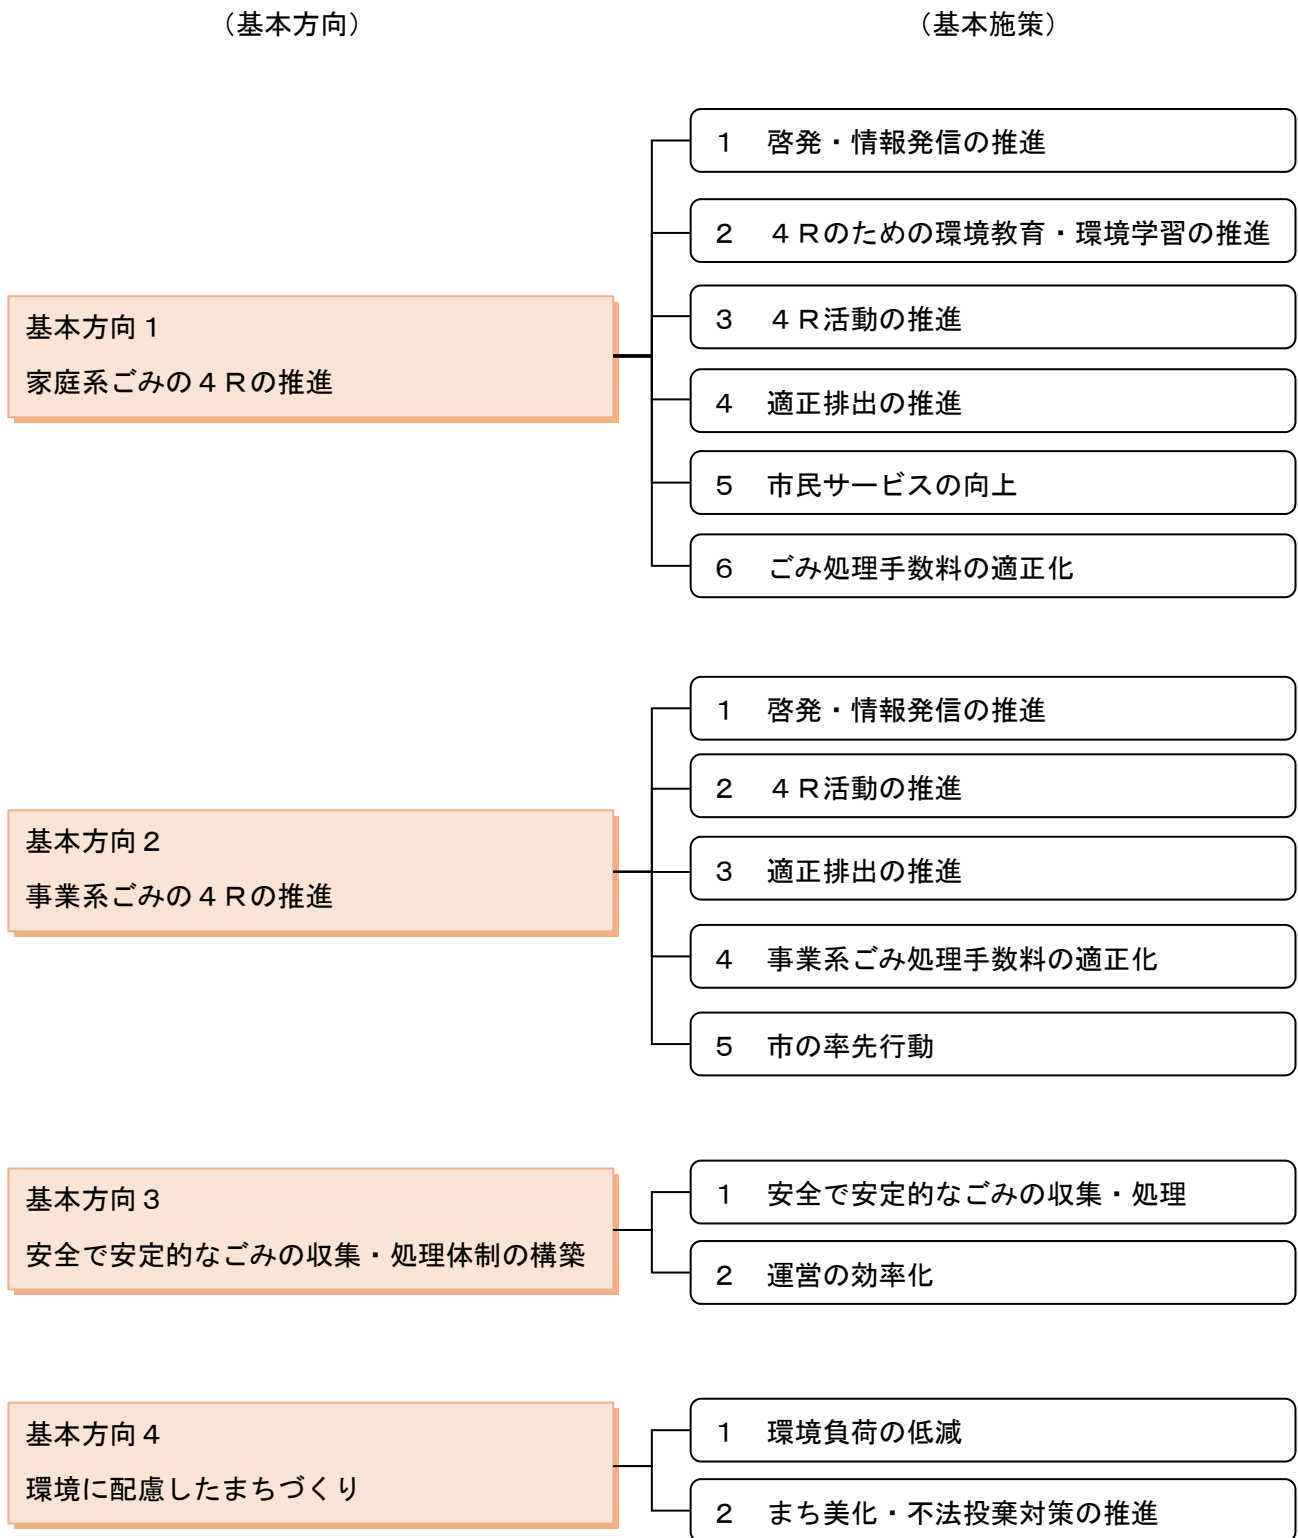 （基本方向）
（基本施策）
基本方向１
家庭系ごみの４Ｒの推進
１　啓発・情報発信の推進
２　４Ｒのための環境教育・環境学習の推進
３　４Ｒ活動の推進
４　適正排出の推進
５　市民サービスの向上
６　ごみ処理手数料の適正化
基本方向２
事業系ごみの４Ｒの推進
１　啓発・情報発信の推進
２　４Ｒ活動の推進
３　適正排出の推進
４　事業系ごみ処理手数料の適正化
５　市の率先行動
基本方向３
安全で安定的なごみの収集・処理体制の構築
１　安全で安定的なごみの収集・処理
２　運営の効率化
基本方向４
環境に配慮したまちづくり
１　環境負荷の低減
２　まち美化・不法投棄対策の推進